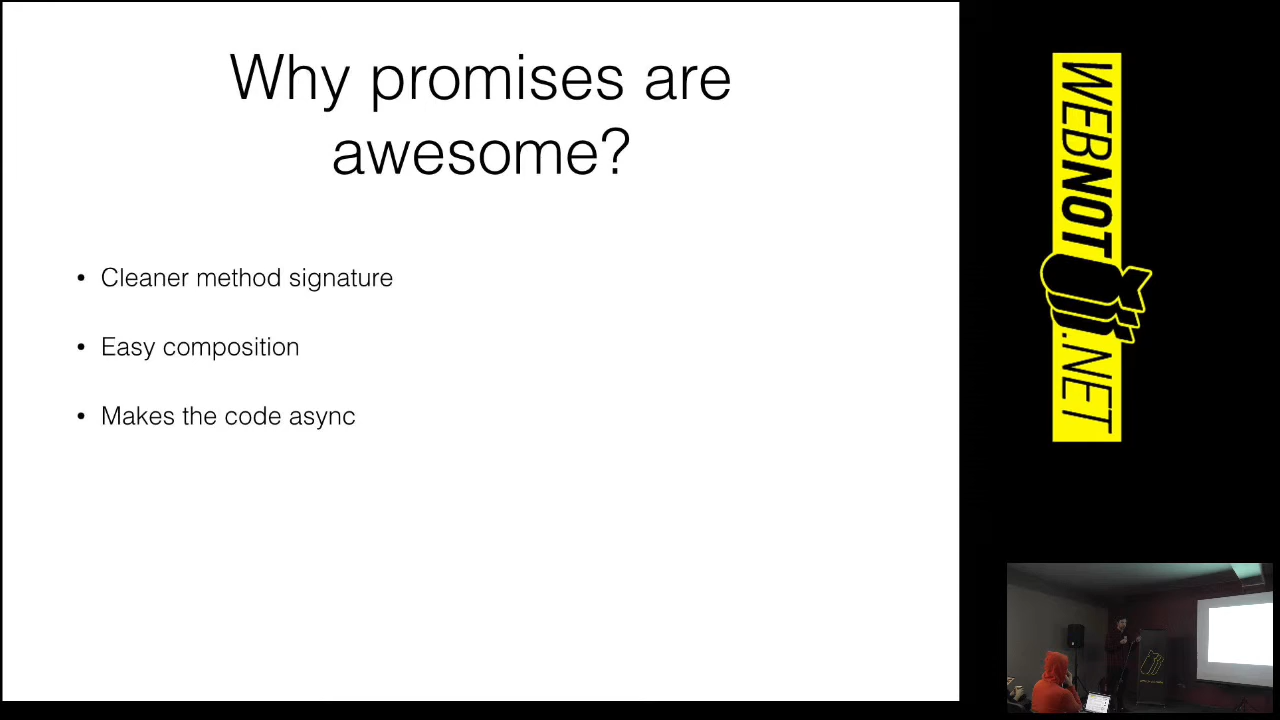 Why promises are
awesome?
• Cleaner method signature
• Easy composition
• Makes the code async
WEBNOT
.NET